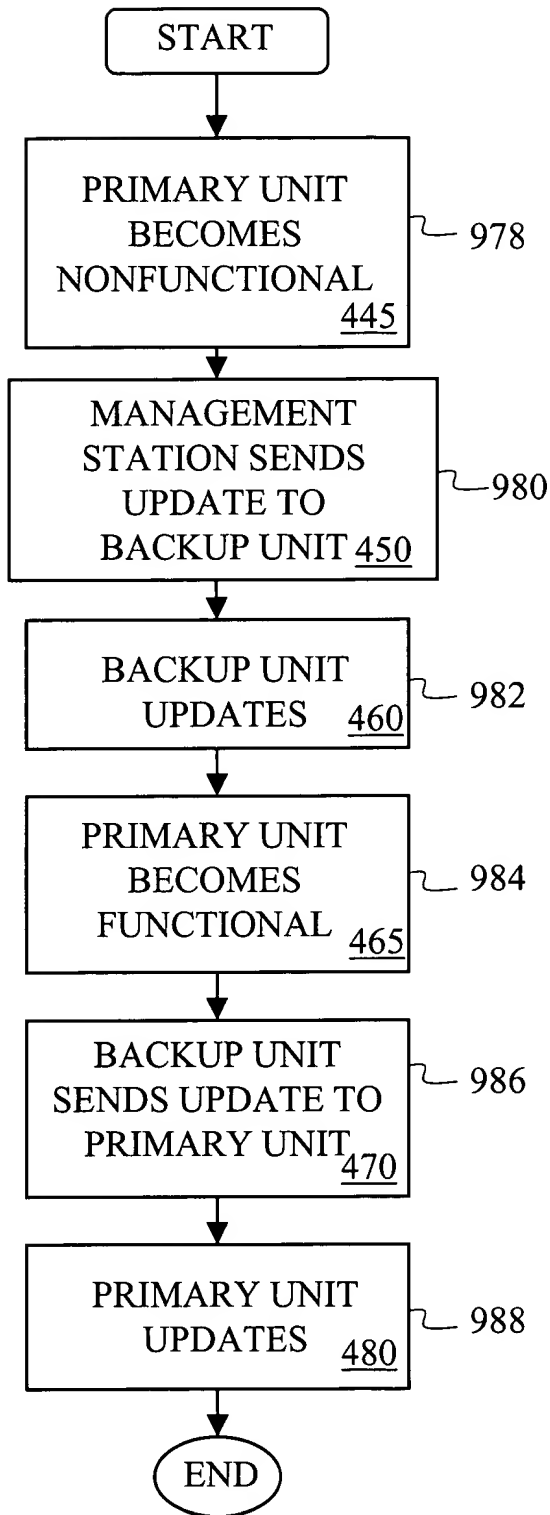 START
PRIMARY UNIT
BECOMES
NONFUNCTIONAL
445
978
MANAGEMENT
STATION SENDS
UPDATE TO
BACKUP UNIT 450
980
BACKUP UNIT
UPDATES 460
982
PRIMARY UNIT
BECOMES
FUNCTIONAL
465
984
BACKUP UNIT
SENDS UPDATE TO
PRIMARY UNIT
470
986
PRIMARY UNIT
UPDATES
480
988
END